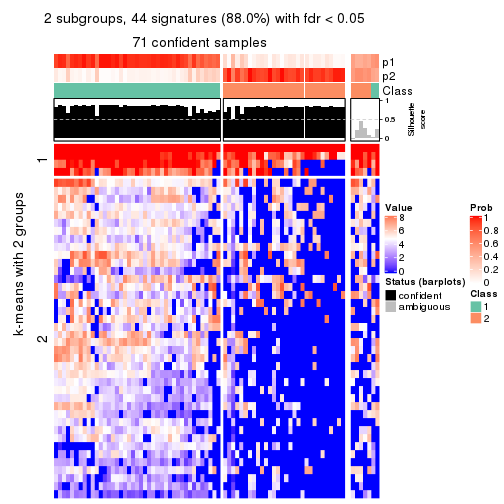 2 subgroups, 44 signatures (88.0%) with fdr < 0.05
71 confident samples
p1
p2
Class
1
0.5
0
Silhouette
score
k-means with 2 groups
1
2
Value
8
6
4
2
0
Status (barplots)
confident
ambiguous
Prob
1
0.8
0.6
0.4
0.2
0
Class
1
2